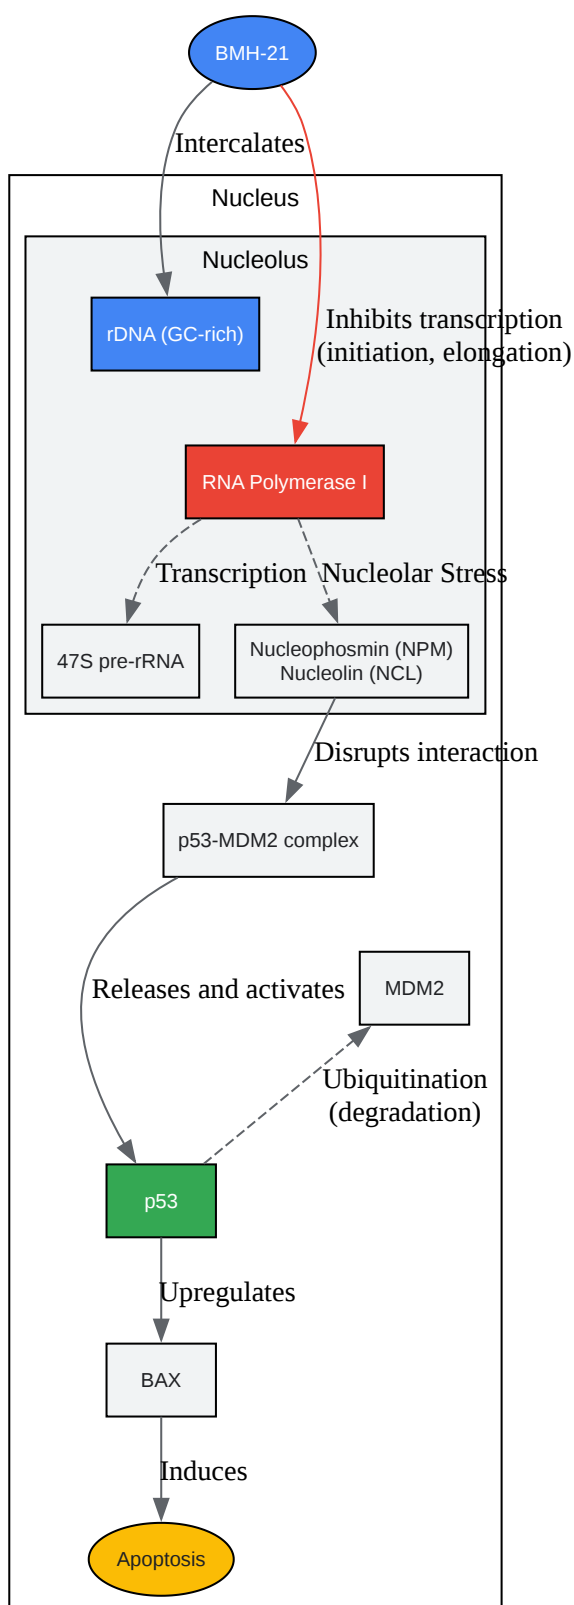 BMH-21
Intercalates
Nucleus
Nucleolus
Inhibits transcription
(initiation, elongation)
rDNA (GC-rich)
RNA Polymerase I
Transcription
Nucleolar Stress
47S pre-rRNA
Nucleophosmin (NPM)
Nucleolin (NCL)
Disrupts interaction
p53-MDM2 complex
Releases and activates
MDM2
Ubiquitination
(degradation)
p53
Upregulates
BAX
Induces
Apoptosis